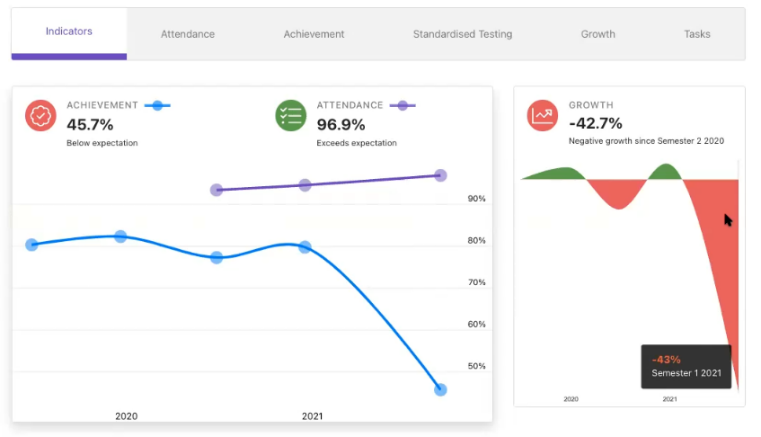 Indicators
Attendance
Achievement
Standardised Testing
Growth
Tasks
ACHIEVEMENT
45.7%
Below expectation
ATTENDANCE
96.9%
Exceeds expectation
90%
80%
70%
60%
50%
2020
2021
GROWTH
-42.7%
Negative growth since Semester 2 2020
-43%
Semester 1 2021
2020
2021